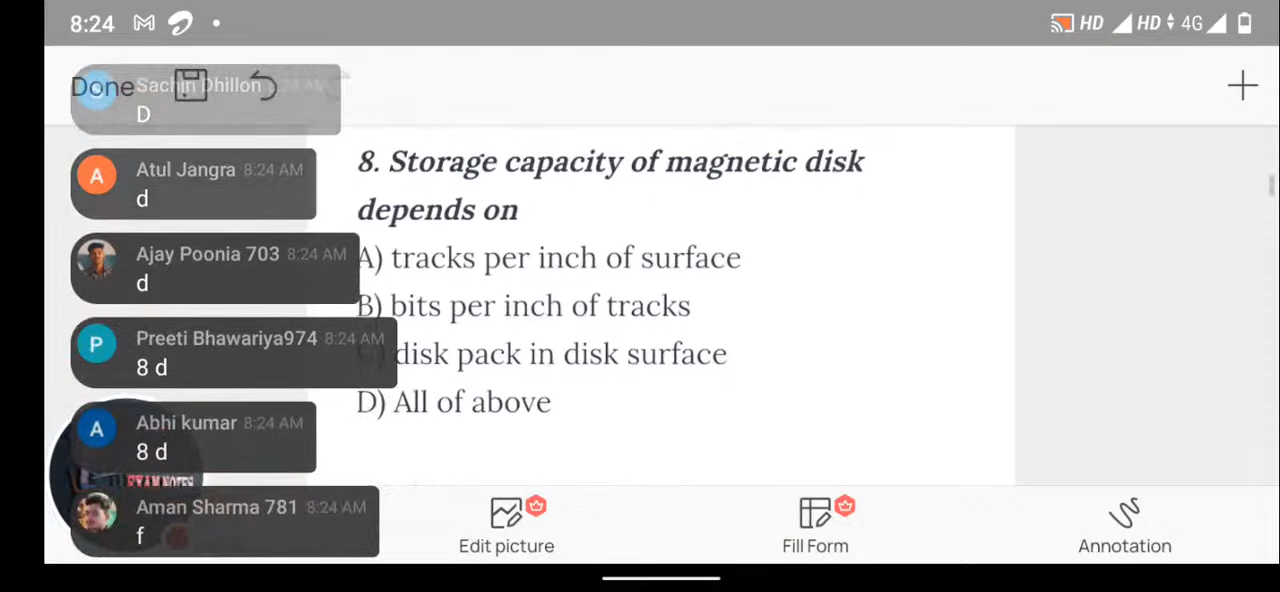 8:24
HD HD 4G
Done
Sachin Dhillon
D
Atul Jangra 8:24 AM
d
Ajay Poonia 703 8:24 AM
d
Preeti Bhawariya974 8:24 AM
8 d
Abhi kumar 8:24 AM
8 d
Aman Sharma 781 8:24 AM
f
8. Storage capacity of magnetic disk
depends on
A) tracks per inch of surface
B) bits per inch of tracks
disk pack in disk surface
D) All of above
Edit picture
Fill Form
Annotation